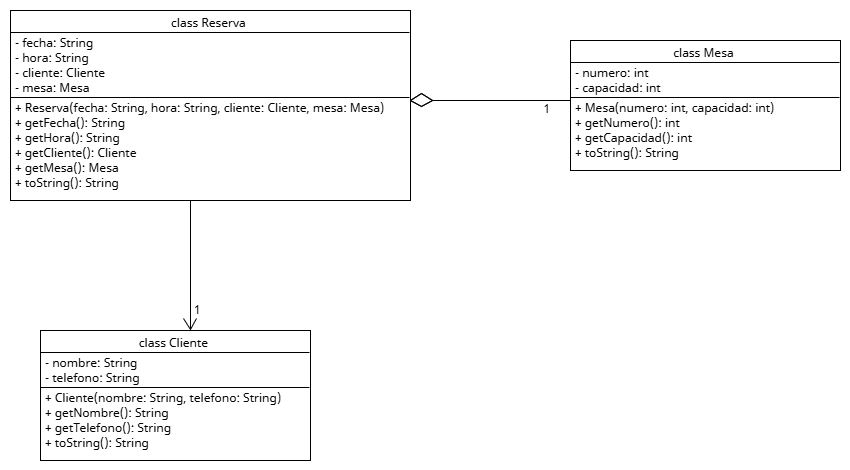 class Reserva
- fecha: String
- hora: String
- cliente: Cliente
- mesa: Mesa
+ Reserva(fecha: String, hora: String, cliente: Cliente, mesa: Mesa)
+ getFecha(): String
+ getHora(): String
+ getCliente(): Cliente
+ getMesa(): Mesa
+ toString(): String
1
class Mesa
- numero: int
- capacidad: int
+ Mesa(numero: int, capacidad: int)
+ getNumero(): int
+ getCapacidad(): int
+ toString(): String
1
class Cliente
- nombre: String
- telefono: String
+ Cliente(nombre: String, telefono: String)
+ getNombre(): String
+ getTelefono(): String
+ toString(): String